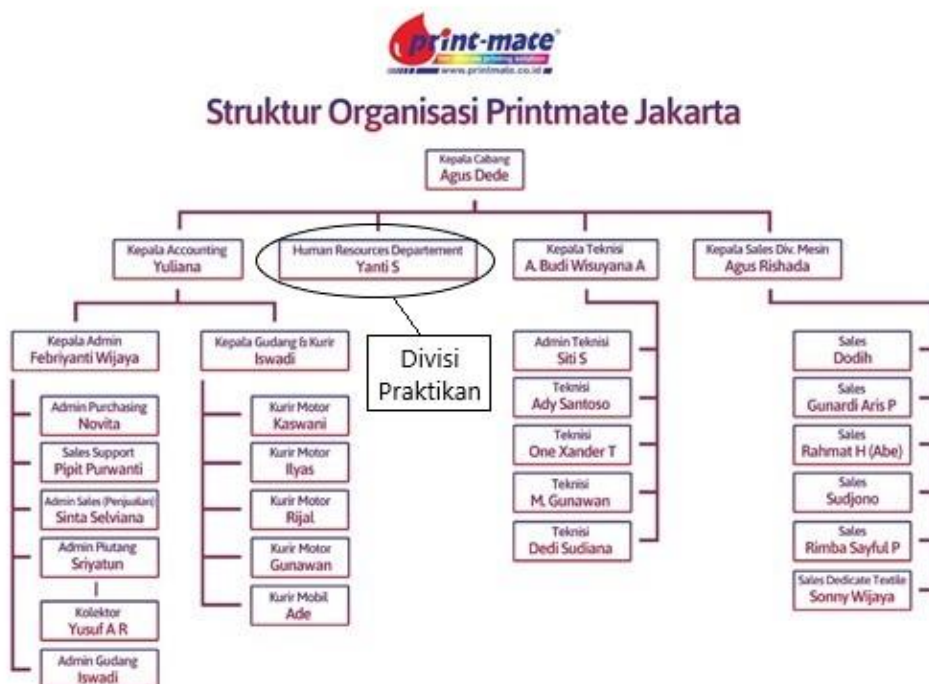 print-mate®
www.printmate.co.id
Struktur Organisasi Printmate Jakarta
Kepala Cabang
Agus Dede
Kepala Accounting
Yuliana
Human Resources Departement
Yanti S
Kepala Teknisi
A. Budi Wisuyana A
Kepala Sales Div. Mesin
Agus Rishada
Kepala Admin
Febriyanti Wijaya
Kepala Gudang & Kurir
Iswadi
Divisi
Praktikan
Admin Purchasing
Novita
Sales Support
Pipit Purwanti
Admin Sales (Penjualan)
Sinta Selviana
Admin Piutang
Sriyatun
Kolektor
Yusuf A R
Admin Gudang
Iswadi
Kurir Motor
Kaswani
Kurir Motor
Ilyas
Kurir Motor
Rijal
Kurir Motor
Gunawan
Kurir Mobil
Ade
Admin Teknisi
Siti S
Teknisi
Ady Santoso
Teknisi
One Xander T
Teknisi
M. Gunawan
Teknisi
Dedi Sudiana
Sales
Dodih
Sales
Gunardi Aris P
Sales
Rahmat H (Abe)
Sales
Sudjono
Sales
Rimba Sayful P
Sales Dedicate Textile
Sonny Wijaya